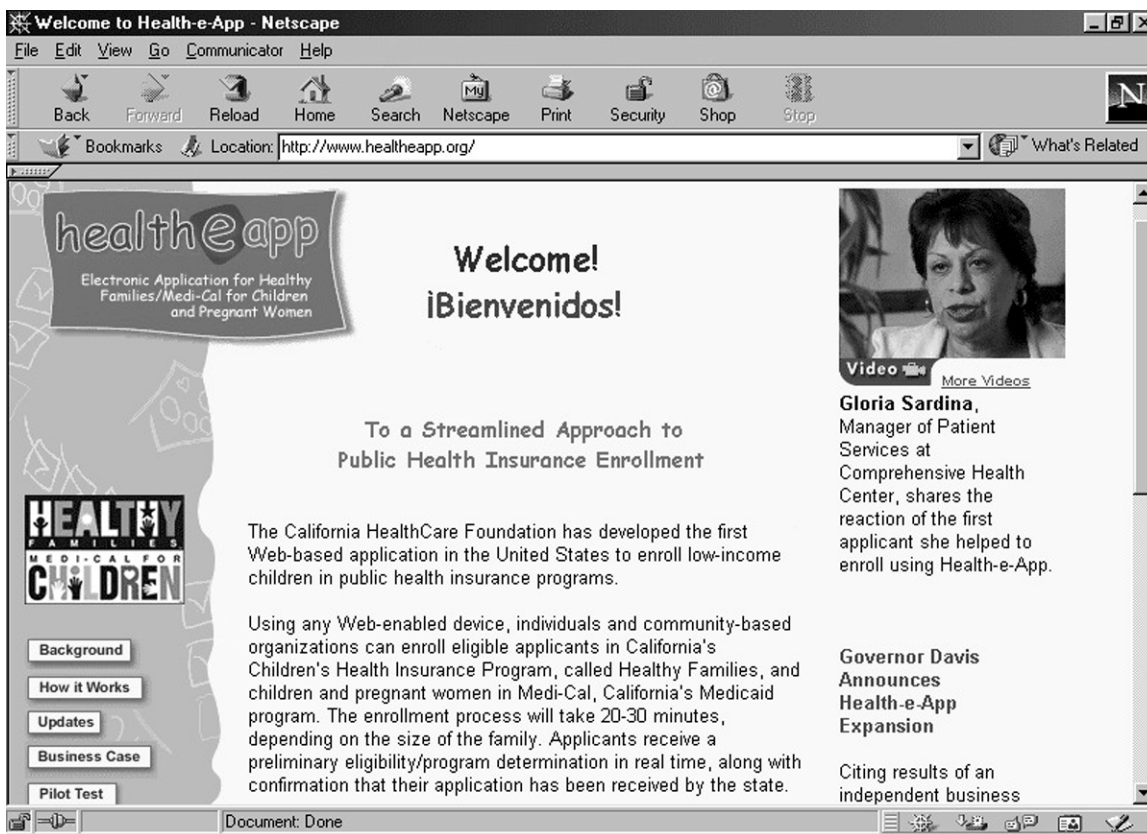 Welcome to Health-e-App - Netscape
File Edit View Go Communicator Help
Back Forward Reload Home Search Netscape Print Security Shop Stop
My
N
Bookmarks Location: http://www.healtheapp.org/ What's Related
health e app
Electronic Application for Healthy
Families/Medi-Cal for Children
and Pregnant Women
Welcome!
¡Bienvenidos!
To a Streamlined Approach to
Public Health Insurance Enrollment
HEALTHY
FAMILIES
MEDI-CAL FOR
CHILDREN
Background
How it Works
Updates
Business Case
Pilot Test
The California HealthCare Foundation has developed the first
Web-based application in the United States to enroll low-income
children in public health insurance programs.
Using any Web-enabled device, individuals and community-based
organizations can enroll eligible applicants in California's
Children's Health Insurance Program, called Healthy Families, and
children and pregnant women in Medi-Cal, California's Medicaid
program. The enrollment process will take 20-30 minutes,
depending on the size of the family. Applicants receive a
preliminary eligibility/program determination in real time, along with
confirmation that their application has been received by the state.
Video
More Videos
Gloria Sardina,
Manager of Patient
Services at
Comprehensive Health
Center, shares the
reaction of the first
applicant she helped to
enroll using Health-e-App.
Governor Davis
Announces
Health-e-App
Expansion
Citing results of an
independent business
Document: Done